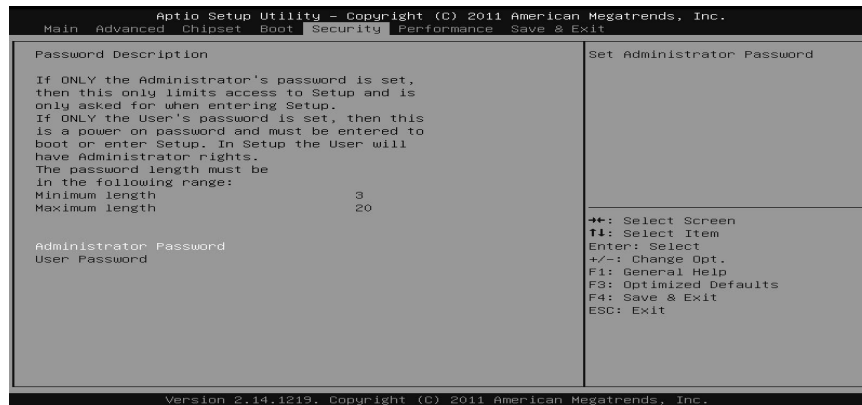 Aptio Setup Utility – Copyright (C) 2011 American Megatrends, Inc.
Main Advanced Chipset Boot Security Performance Save & Exit
Password Description
If ONLY the Administrator's password is set,
then this only limits access to Setup and is
only asked for when entering Setup.
If ONLY the User's password is set, then this
is a power on password and must be entered to
boot or enter Setup. In Setup the User will
have Administrator rights.
The password length must be
in the following range:
Minimum length 3
Maximum length 20
Administrator Password
User Password
Set Administrator Password
→←: Select Screen
↑↓: Select Item
Enter: Select
+/-: Change Opt.
F1: General Help
F3: Optimized Defaults
F4: Save & Exit
ESC: Exit
Version 2.14.1219. Copyright (C) 2011 American Megatrends, Inc.